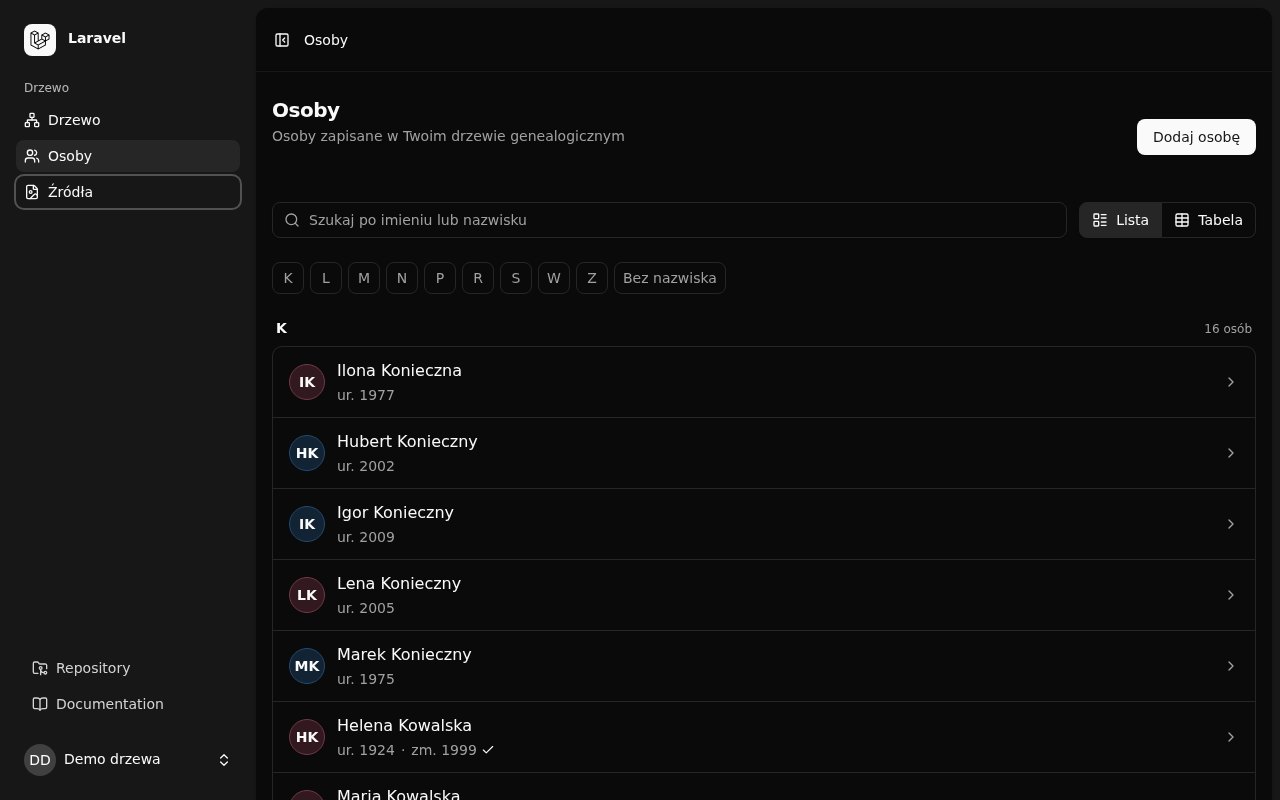 Laravel
Drzewo
Drzewo
Osoby
Źródła
Repository
Documentation
DD
Demo drzewa
Osoby
Osoby
Osoby zapisane w Twoim drzewie genealogicznym
Dodaj osobę
Szukaj po imieniu lub nazwisku
Lista
Tabela
K L M N P R S W Z Bez nazwiska
K
16 osób
IK
Ilona Konieczna
ur. 1977
HK
Hubert Konieczny
ur. 2002
IK
Igor Konieczny
ur. 2009
LK
Lena Konieczny
ur. 2005
MK
Marek Konieczny
ur. 1975
HK
Helena Kowalska
ur. 1924 · zm. 1999
Maria Kowalska